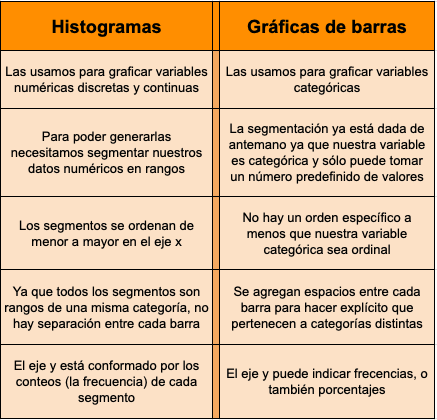 Histogramas
Gráficas de barras
Las usamos para graficar variables
numéricas discretas y continuas
Las usamos para graficar variables
categóricas
Para poder generarlas
necesitamos segmentar nuestros
datos numéricos en rangos
La segmentación ya está dada de
antemano ya que nuestra variable
es categórica y sólo puede tomar
un número predefinido de valores
Los segmentos se ordenan de
menor a mayor en el eje x
No hay un orden específico a
menos que nuestra variable
categórica sea ordinal
Ya que todos los segmentos son
rangos de una misma categoría, no
hay separación entre cada barra
Se agregan espacios entre cada
barra para hacer explícito que
pertenecen a categorías distintas
El eje y está conformado por los
conteos (la frecuencia) de cada
segmento
El eje y puede indicar frecencias, o
también porcentajes